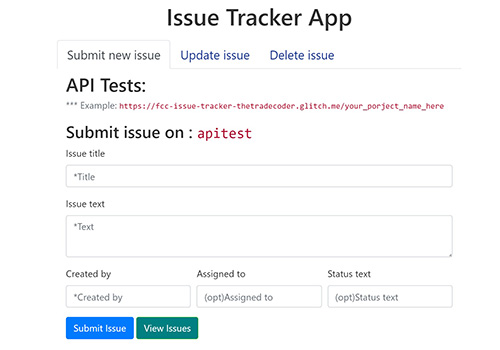 Issue Tracker App
Submit new issue Update issue Delete issue
API Tests:
*** Example: https://fcc-issue-tracker-thetradecoder.glitch.me/your_porject_name_here
Submit issue on : apitest
Issue title
*Title
Issue text
*Text
Created by Assigned to Status text
*Created by (opt)Assigned to (opt)Status text
Submit Issue View Issues